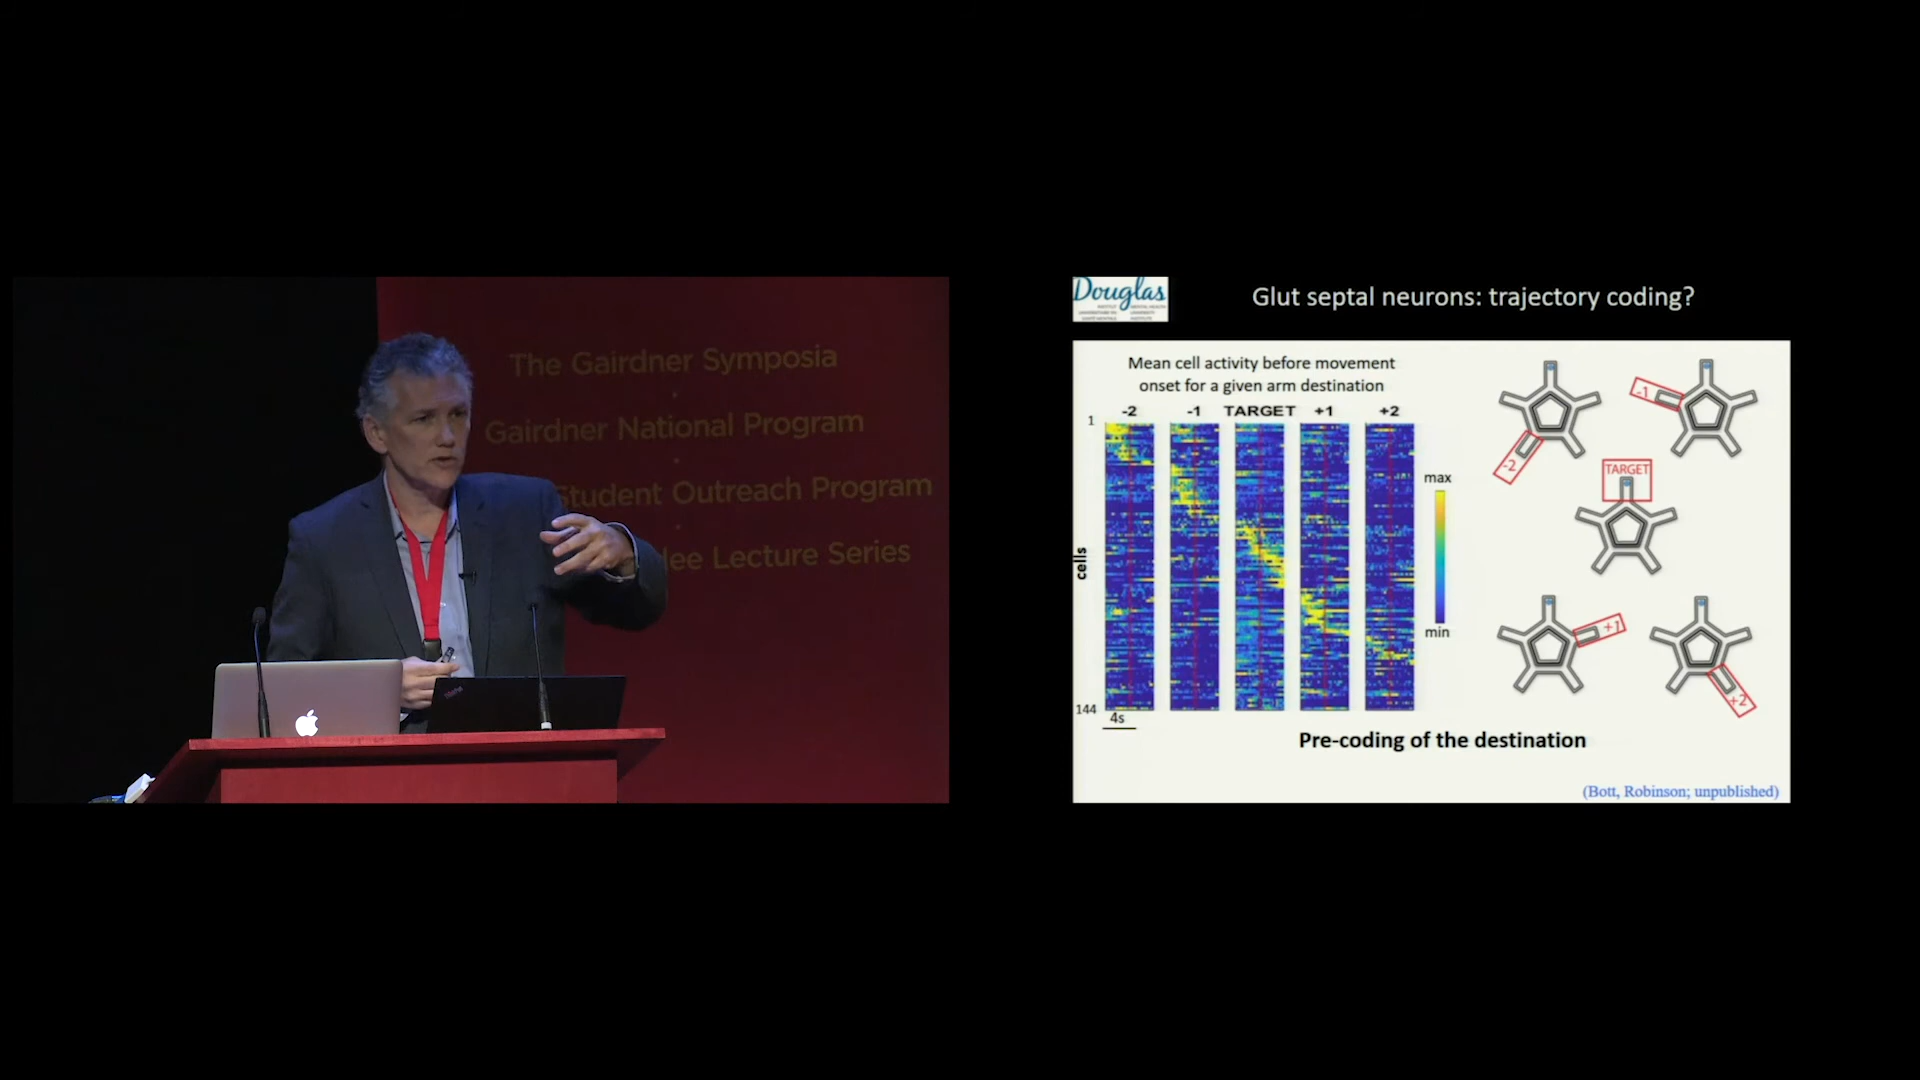 The Gairdner Symposia
Gairdner National Program
Student Outreach Program
ee Lecture Series
ThinkPad
Douglas
Glut septal neurons: trajectory coding?
Mean cell activity before movement
onset for a given arm destination
-2 -1 TARGET +1 +2
1
cells
144
4s
max
min
-2
-1
TARGET
+1
+2
Pre-coding of the destination
(Bott, Robinson; unpublished)